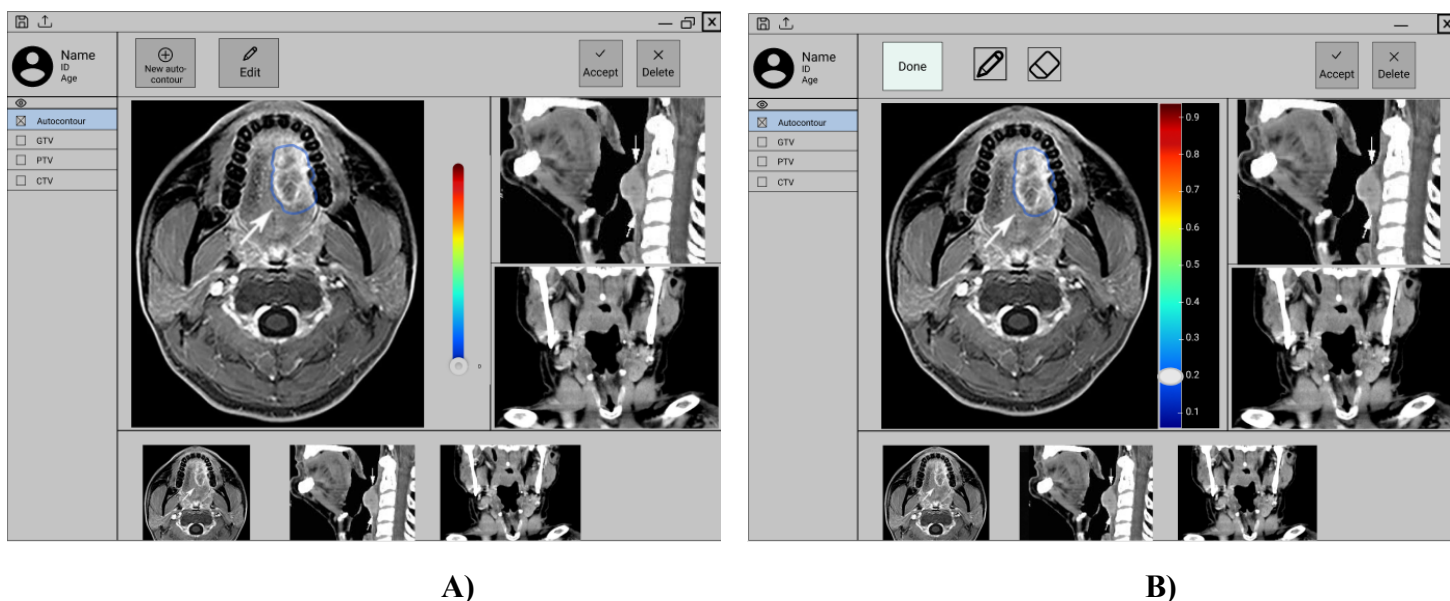 Name
ID
Age
New auto-
contour
Edit
Accept
Delete
Autocontour
GTV
PTV
CTV
Name
ID
Age
Done
Accept
Delete
Autocontour
GTV
PTV
CTV
0.9
0.8
0.7
0.6
0.5
0.4
0.3
0.2
0.1
A)
B)